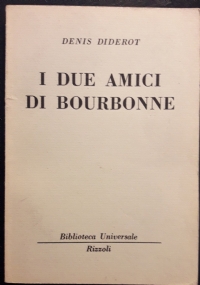 DENIS DIDEROT
I DUE AMICI
DI BOURBONNE
Biblioteca Universale
Rizzoli